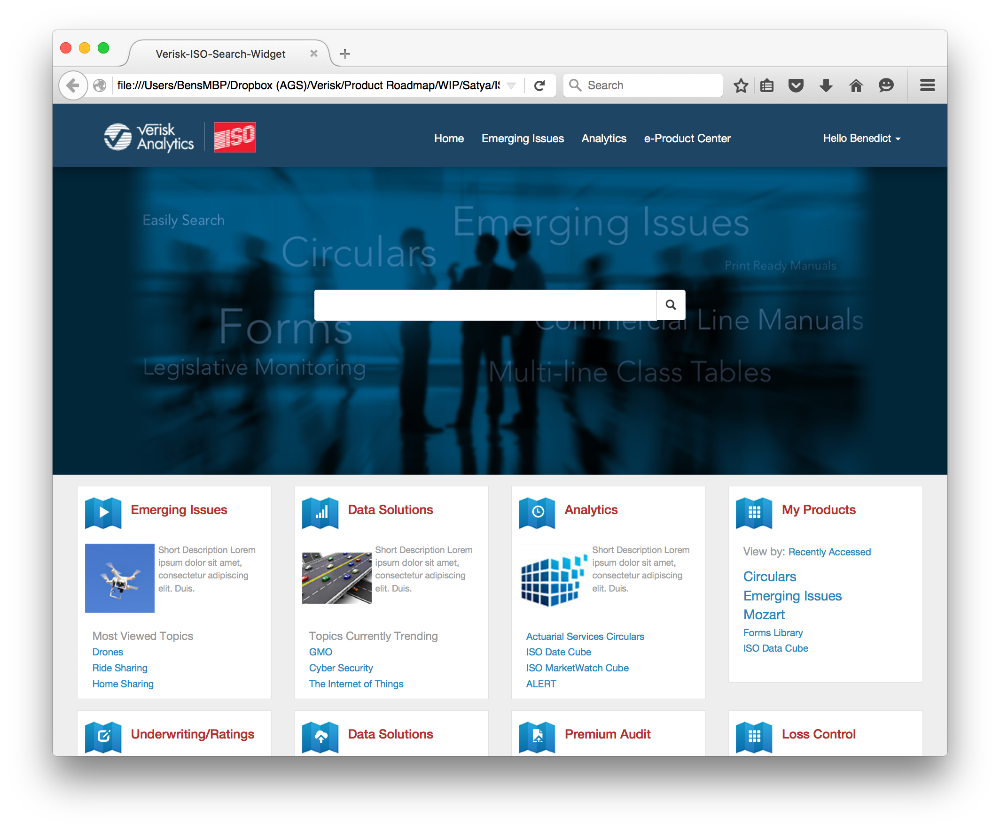 Verisk-ISO-Search-Widget
file:///Users/BensMBP/Dropbox (AGS)/Verisk/Product Roadmap/WIP/Satya/IS
Search
Verisk
Analytics
ISO
Home
Emerging Issues
Analytics
e-Product Center
Hello Benedict
Easily Search
Emerging Issues
Circulars
Print Ready Manuals
Forms
Commercial Line Manuals
Legislative Monitoring
Multi-line Class Tables
Emerging Issues
Short Description Lorem
ipsum dolor sit amet,
consectetur adipiscing
elit. Duis.
Most Viewed Topics
Drones
Ride Sharing
Home Sharing
Data Solutions
Short Description Lorem
ipsum dolor sit amet,
consectetur adipiscing
elit. Duis.
Topics Currently Trending
GMO
Cyber Security
The Internet of Things
Analytics
Short Description Lorem
ipsum dolor sit amet,
consectetur adipiscing
elit. Duis.
Actuarial Services Circulars
ISO Date Cube
ISO MarketWatch Cube
ALERT
My Products
View by: Recently Accessed
Circulars
Emerging Issues
Mozart
Forms Library
ISO Data Cube
Underwriting/Ratings
Data Solutions
Premium Audit
Loss Control